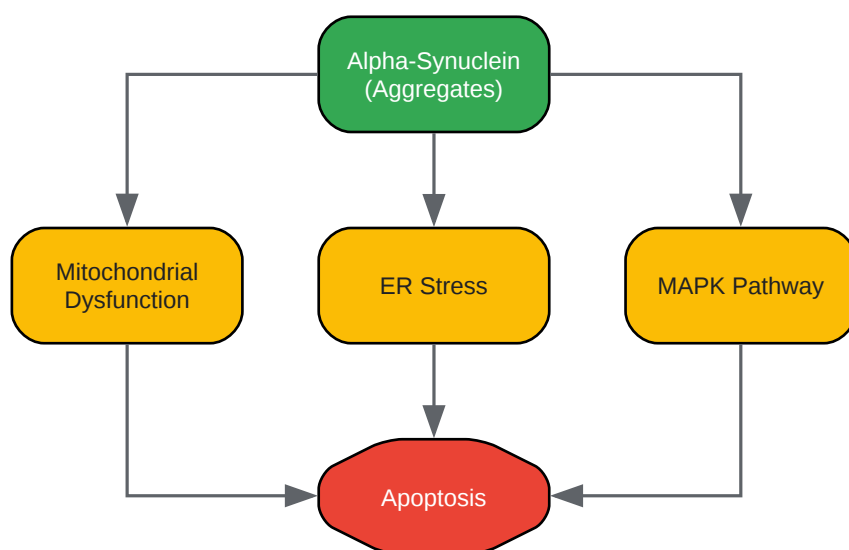 Alpha-Synuclein
(Aggregates)
Mitochondrial
Dysfunction
ER Stress
MAPK Pathway
Apoptosis